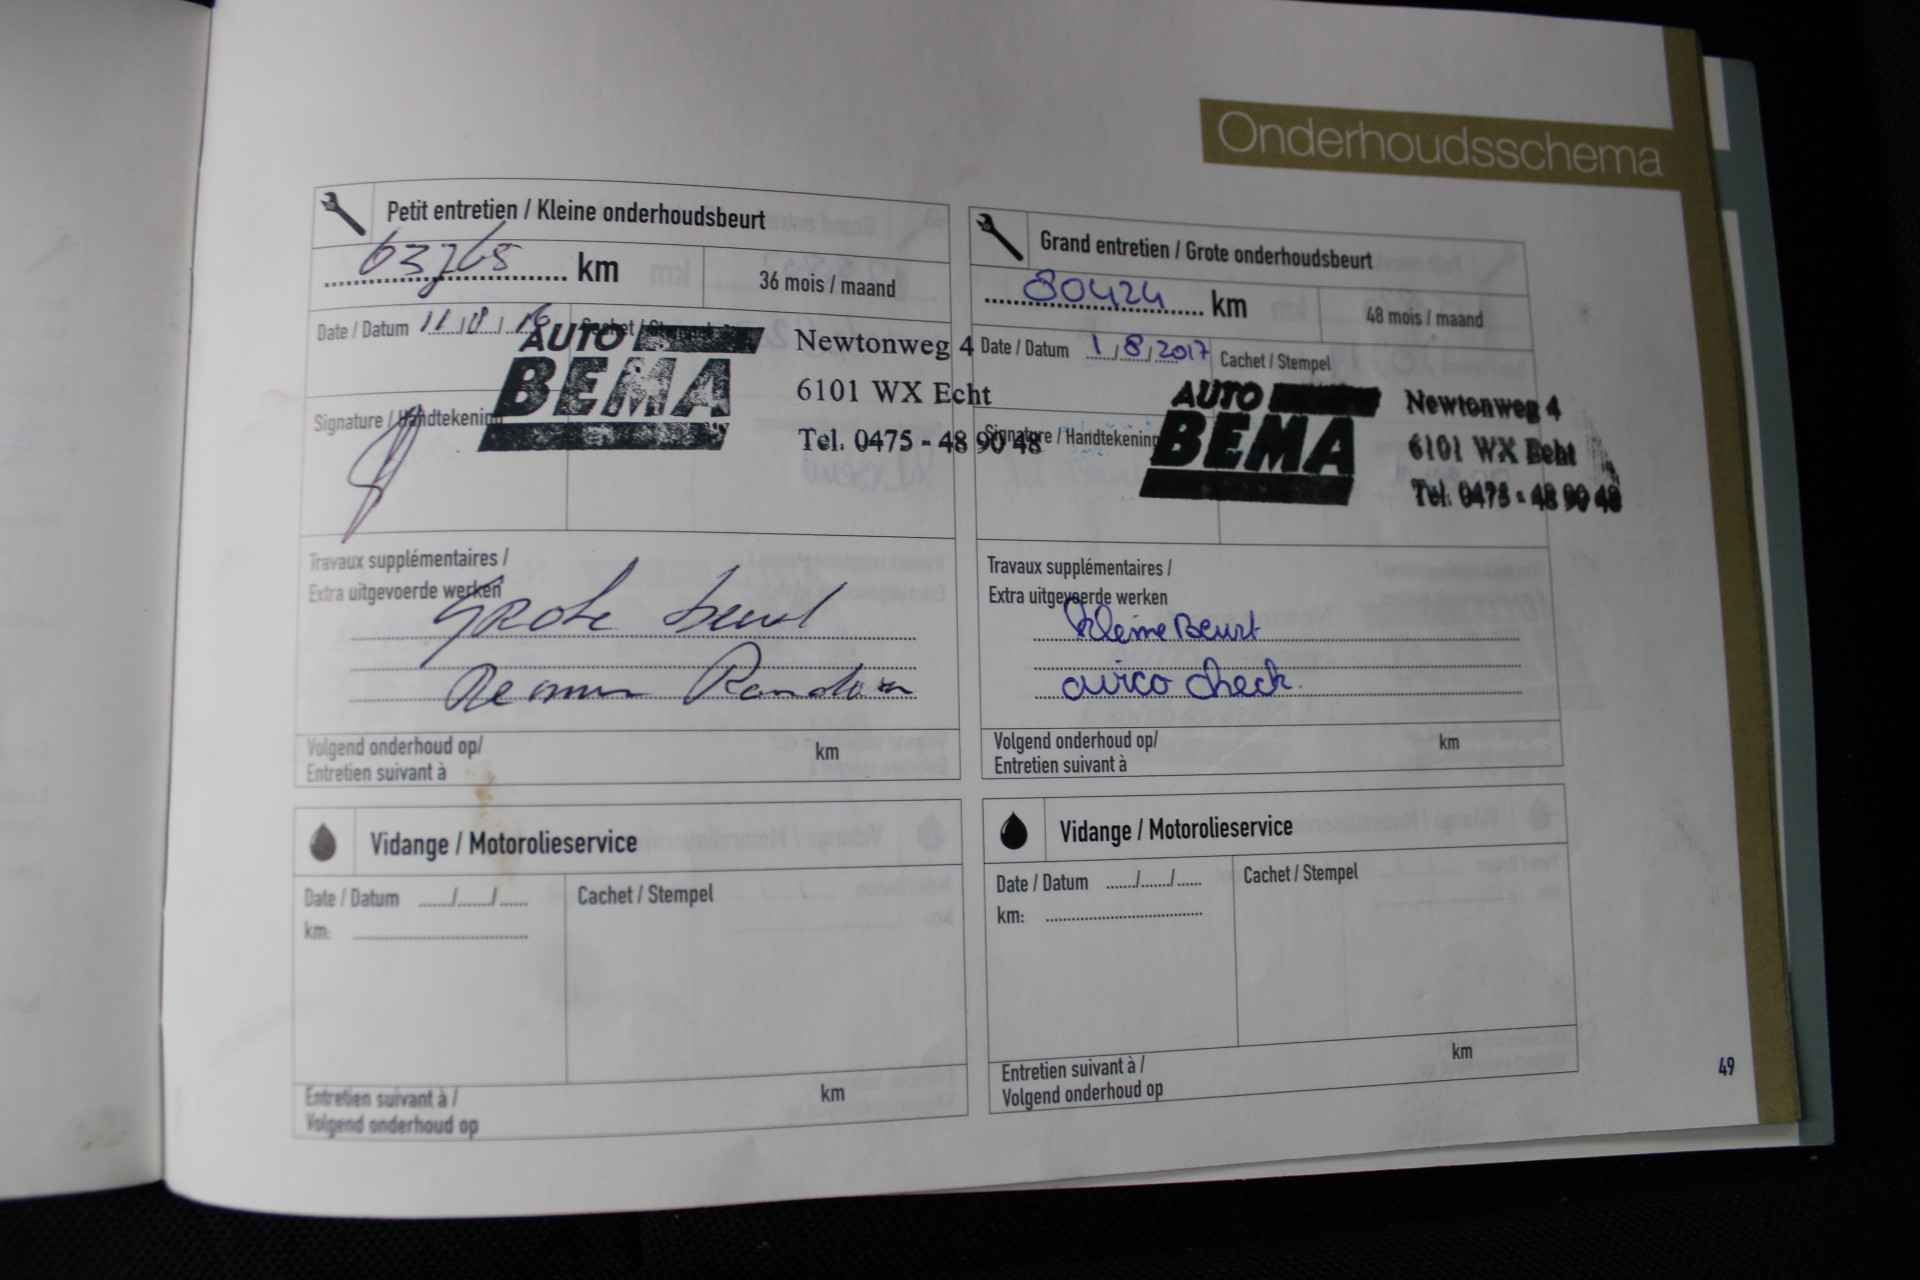 Onderhoudsschema
Petit entretien / Kleine onderhoudsbeurt
63765 km
36 mois / maand
Date / Datum 11/8/16
Signature / Handtekening
AUTO
BEMA
Newtonweg 4
6101 WX Echt
Tel. 0475 - 48 90 48
Travaux supplémentaires /
Extra uitgevoerde werken
Grote beurt
Remmen
Volgend onderhoud op/
Entretien suivant à
km
Grand entretien / Grote onderhoudsbeurt
80424 km
48 mois / maand
Date / Datum 1/8/2017
Cachet / Stempel
Signature / Handtekening
AUTO
BEMA
Newtonweg 4
6101 WX Echt
Tel. 0475 - 48 90 48
Travaux supplémentaires /
Extra uitgevoerde werken
kleine Beurt
airco check.
Volgend onderhoud op/
Entretien suivant à
km
Vidange / Motorolieservice
Date / Datum ....../....../......
km:
Cachet / Stempel
Entretien suivant à /
Volgend onderhoud op
km
Vidange / Motorolieservice
Date / Datum ....../....../......
km:
Cachet / Stempel
Entretien suivant à /
Volgend onderhoud op
km
49